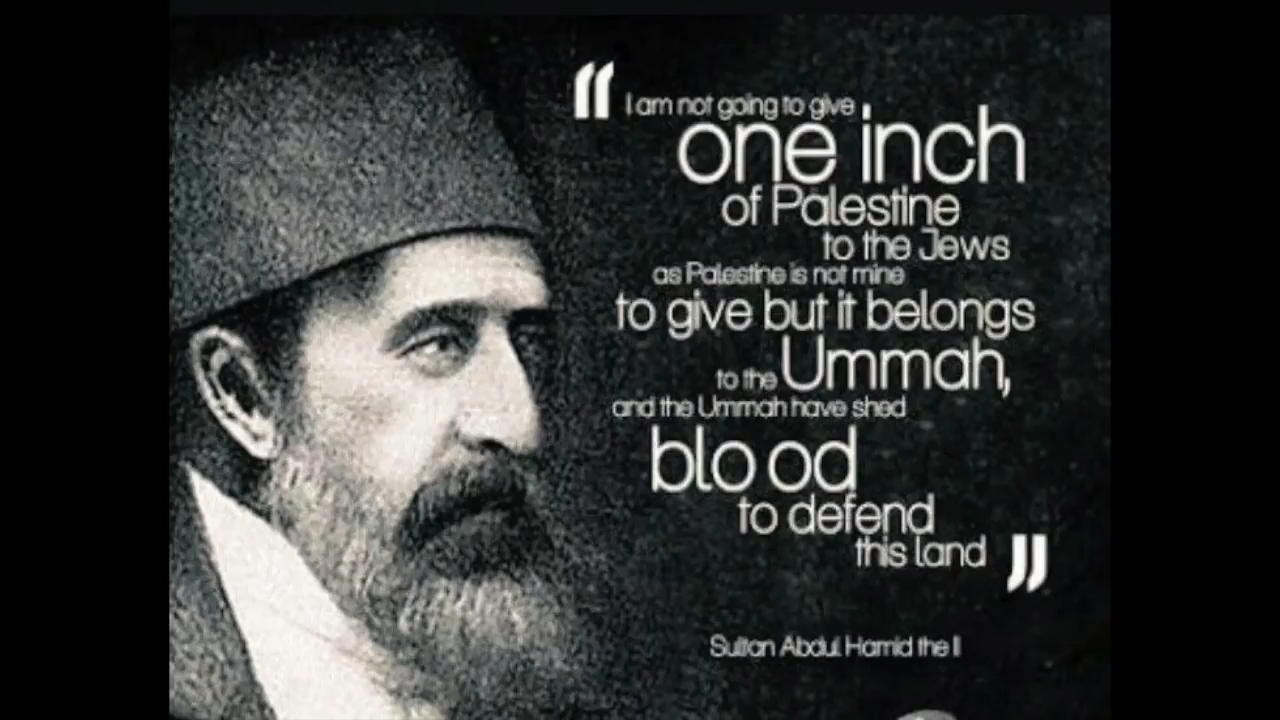 “ I am not going to give
one inch
of Palestine
to the Jews
as Palestine is not mine
to give but it belongs
to the Ummah,
and the Ummah have shed
blo od
to defend
this land ”
Sultan Abdul Hamid the II